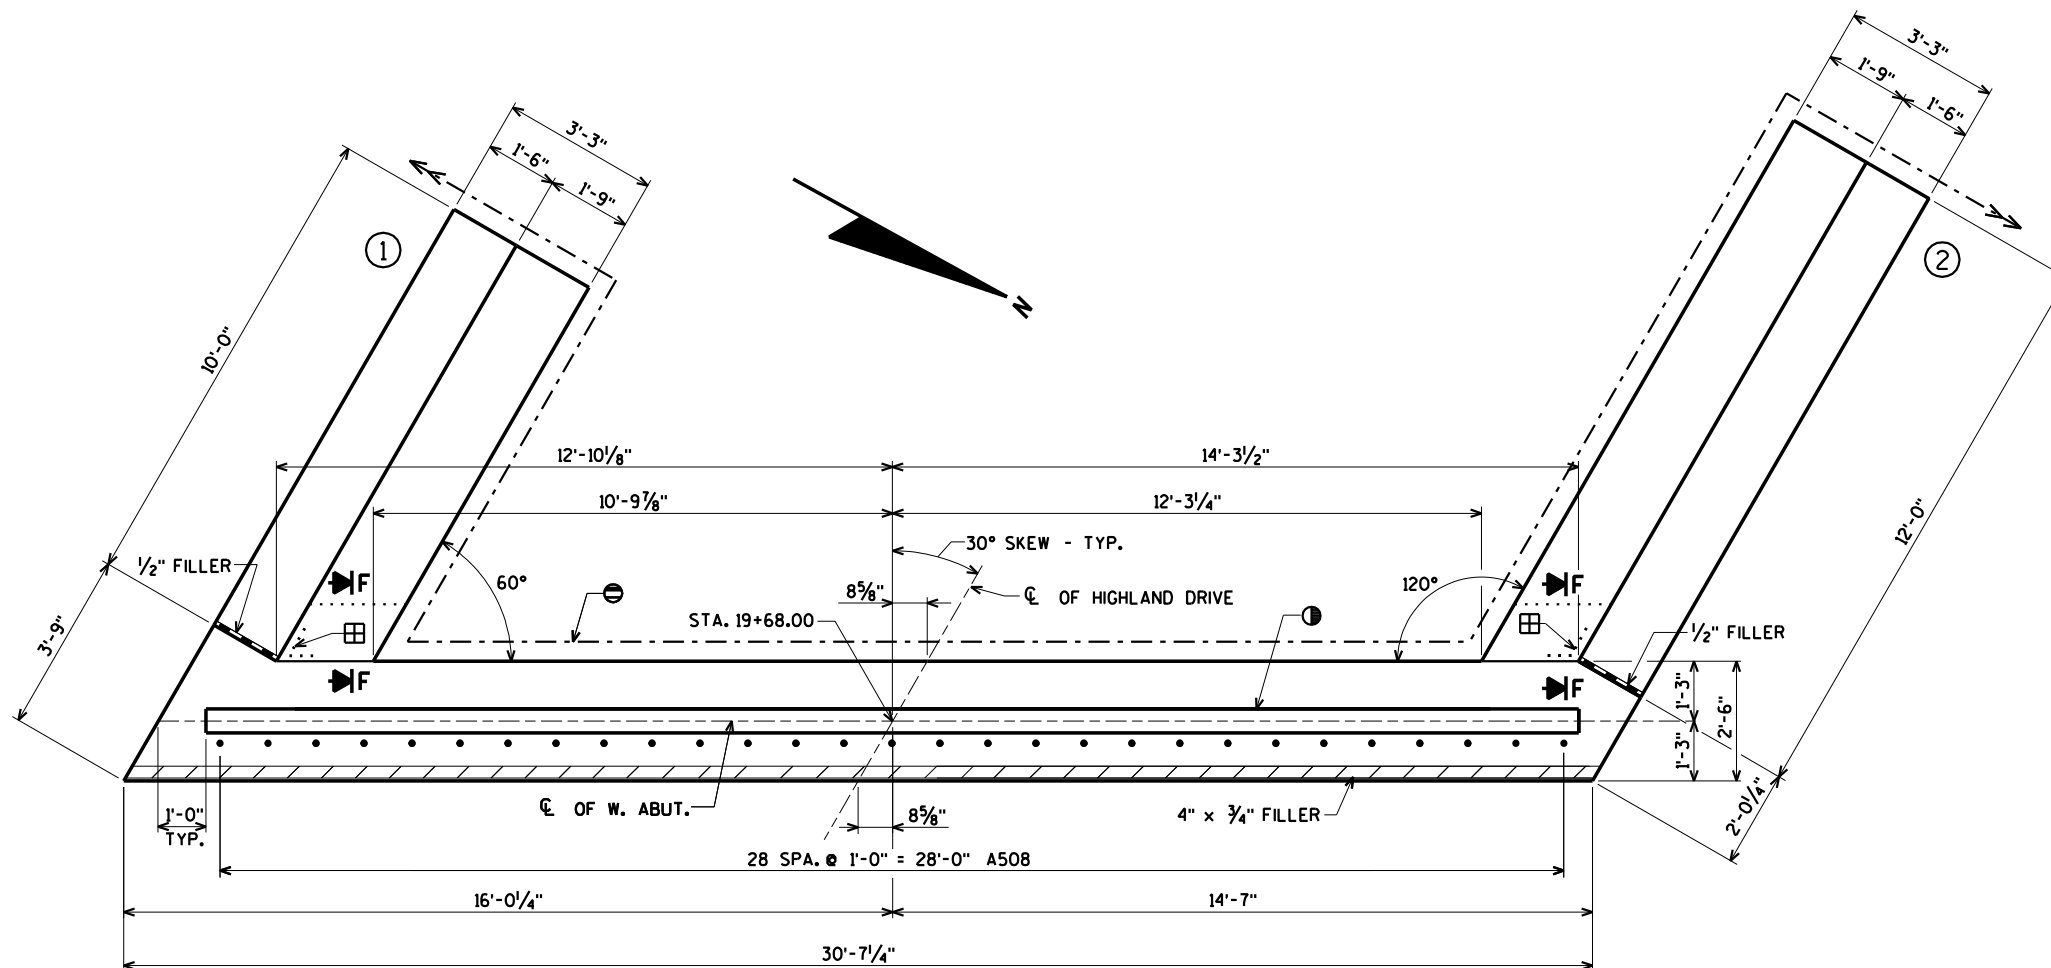 3'-3"
1'-9"
1'-6"
3'-3"
1'-6"
1'-9"
1
2
N
10'-0"
12'-0"
12'-10⅛"
14'-3½"
10'-9⅞"
12'-3¼"
30° SKEW - TYP.
½" FILLER
F
60°
8⅝"
℄ OF HIGHLAND DRIVE
120°
F
STA. 19+68.00
½" FILLER
3'-9"
F
F
1'-3"
2'-6"
1'-3"
℄ OF W. ABUT.
4" x ¾" FILLER
2'-0¼"
1'-0"
TYP.
8⅝"
28 SPA. @ 1'-0" = 28'-0" A508
16'-0¼"
14'-7"
30'-7¼"